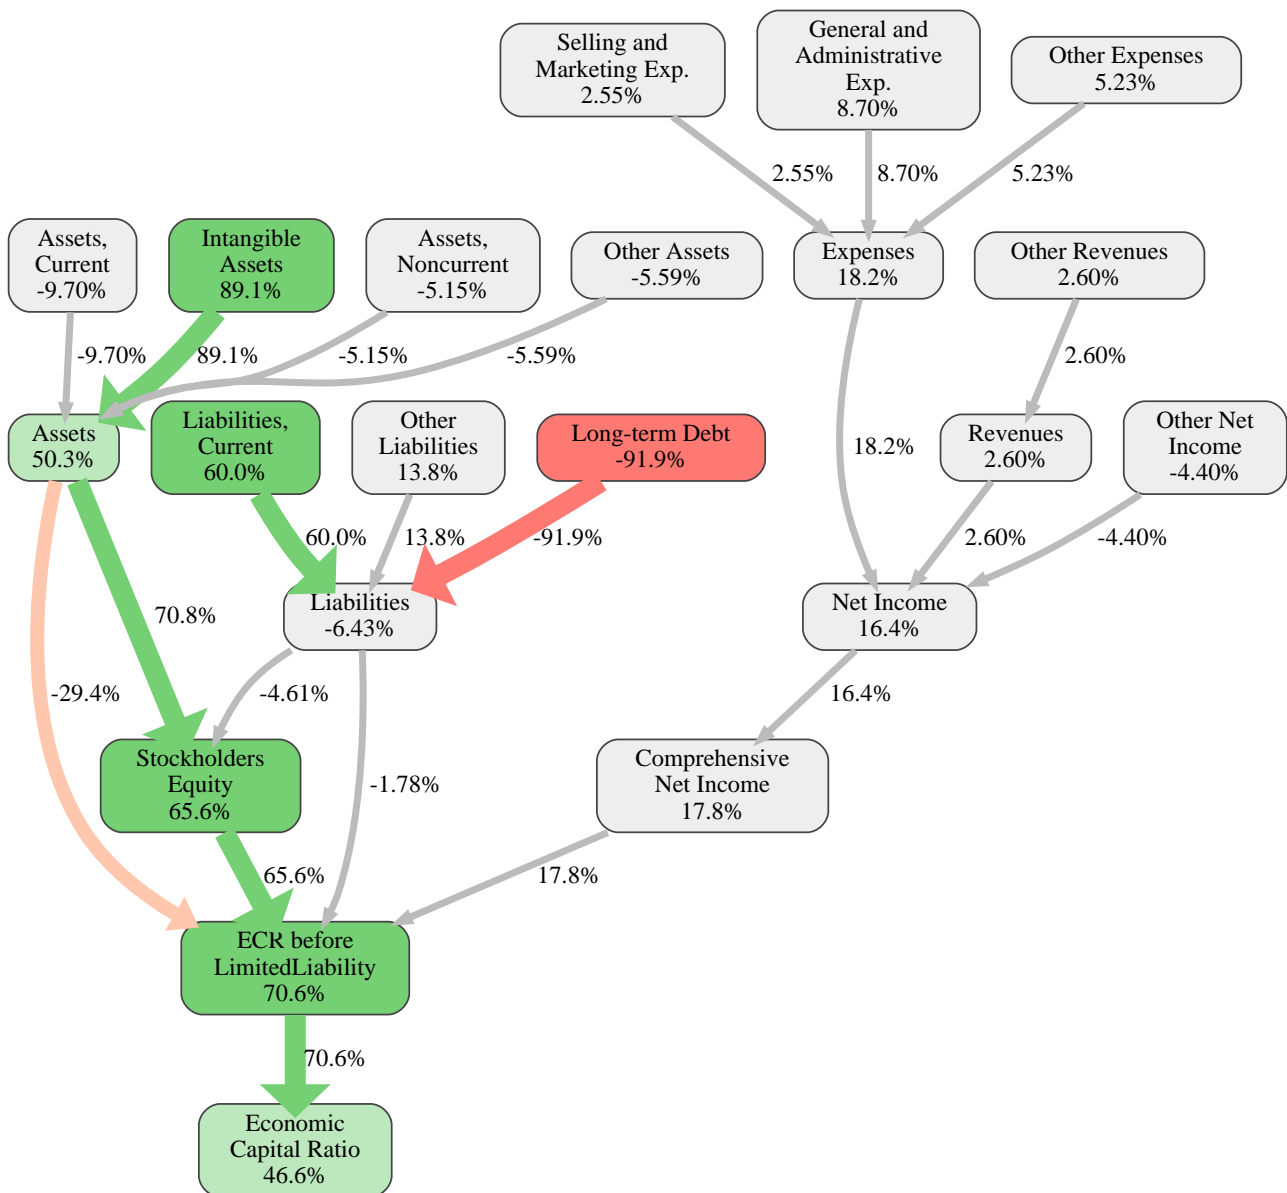 Selling and
Marketing Exp.
2.55%
General and
Administrative
Exp.
8.70%
Other Expenses
5.23%
2.55%
8.70%
5.23%
Assets,
Current
-9.70%
Intangible
Assets
89.1%
Assets,
Noncurrent
-5.15%
Other Assets
-5.59%
Expenses
18.2%
Other Revenues
2.60%
-9.70%
89.1%
-5.15%
-5.59%
2.60%
Assets
50.3%
Liabilities,
Current
60.0%
Other
Liabilities
13.8%
Long-term Debt
-91.9%
18.2%
Revenues
2.60%
Other Net
Income
-4.40%
60.0%
13.8%
-91.9%
2.60%
-4.40%
70.8%
Liabilities
-6.43%
Net Income
16.4%
-29.4%
-4.61%
16.4%
Stockholders
Equity
65.6%
-1.78%
Comprehensive
Net Income
17.8%
65.6%
17.8%
ECR before
LimitedLiability
70.6%
70.6%
Economic
Capital Ratio
46.6%